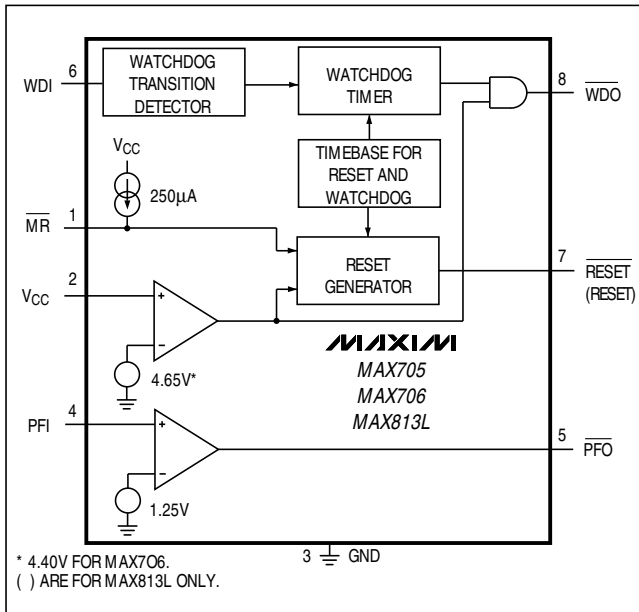 WATCHDOG
TRANSITION
DETECTOR
WATCHDOG
TIMER
6
WDI
8
WDO
VCC
TIMEBASE FOR
RESET AND
WATCHDOG
250µA
1
MR
7
RESET
(RESET)
RESET
GENERATOR
2
VCC
+
−
4.65V*
MAXIM
MAX705
MAX706
MAX813L
4
PFI
+
−
5
PFO
1.25V
3 GND
* 4.40V FOR MAX706.
( ) ARE FOR MAX813L ONLY.